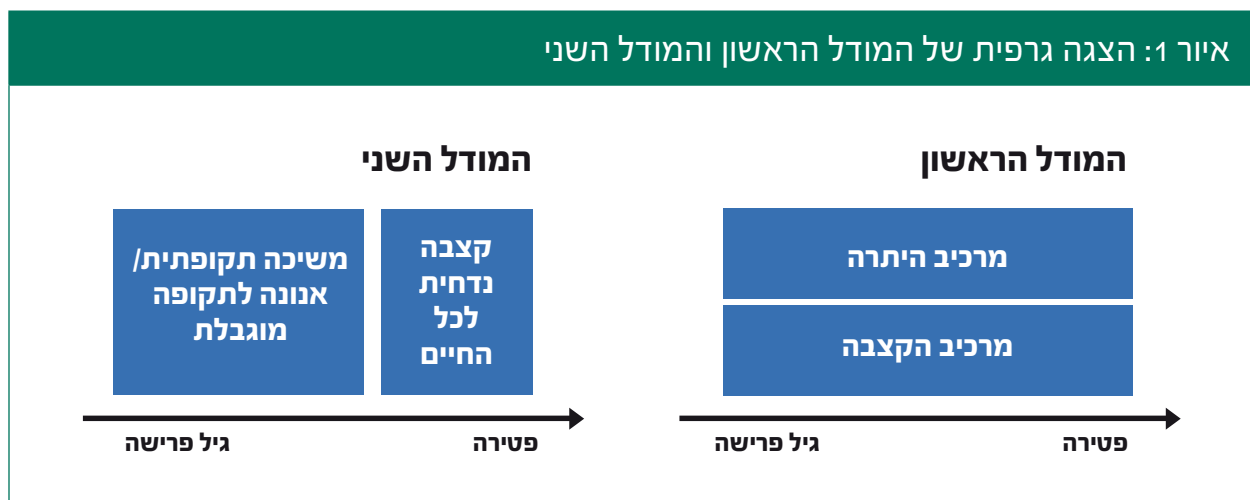 איור 1: הצגה גרפית של המודל הראשון והמודל השני
המודל הראשון
מרכיב היתרה
מרכיב הקצבה
גיל פרישה
פטירה
המודל השני
משיכה תקופתית/
אנונה לתקופה
מוגבלת
קצבה
נדחית
לכל
החיים
גיל פרישה
פטירה